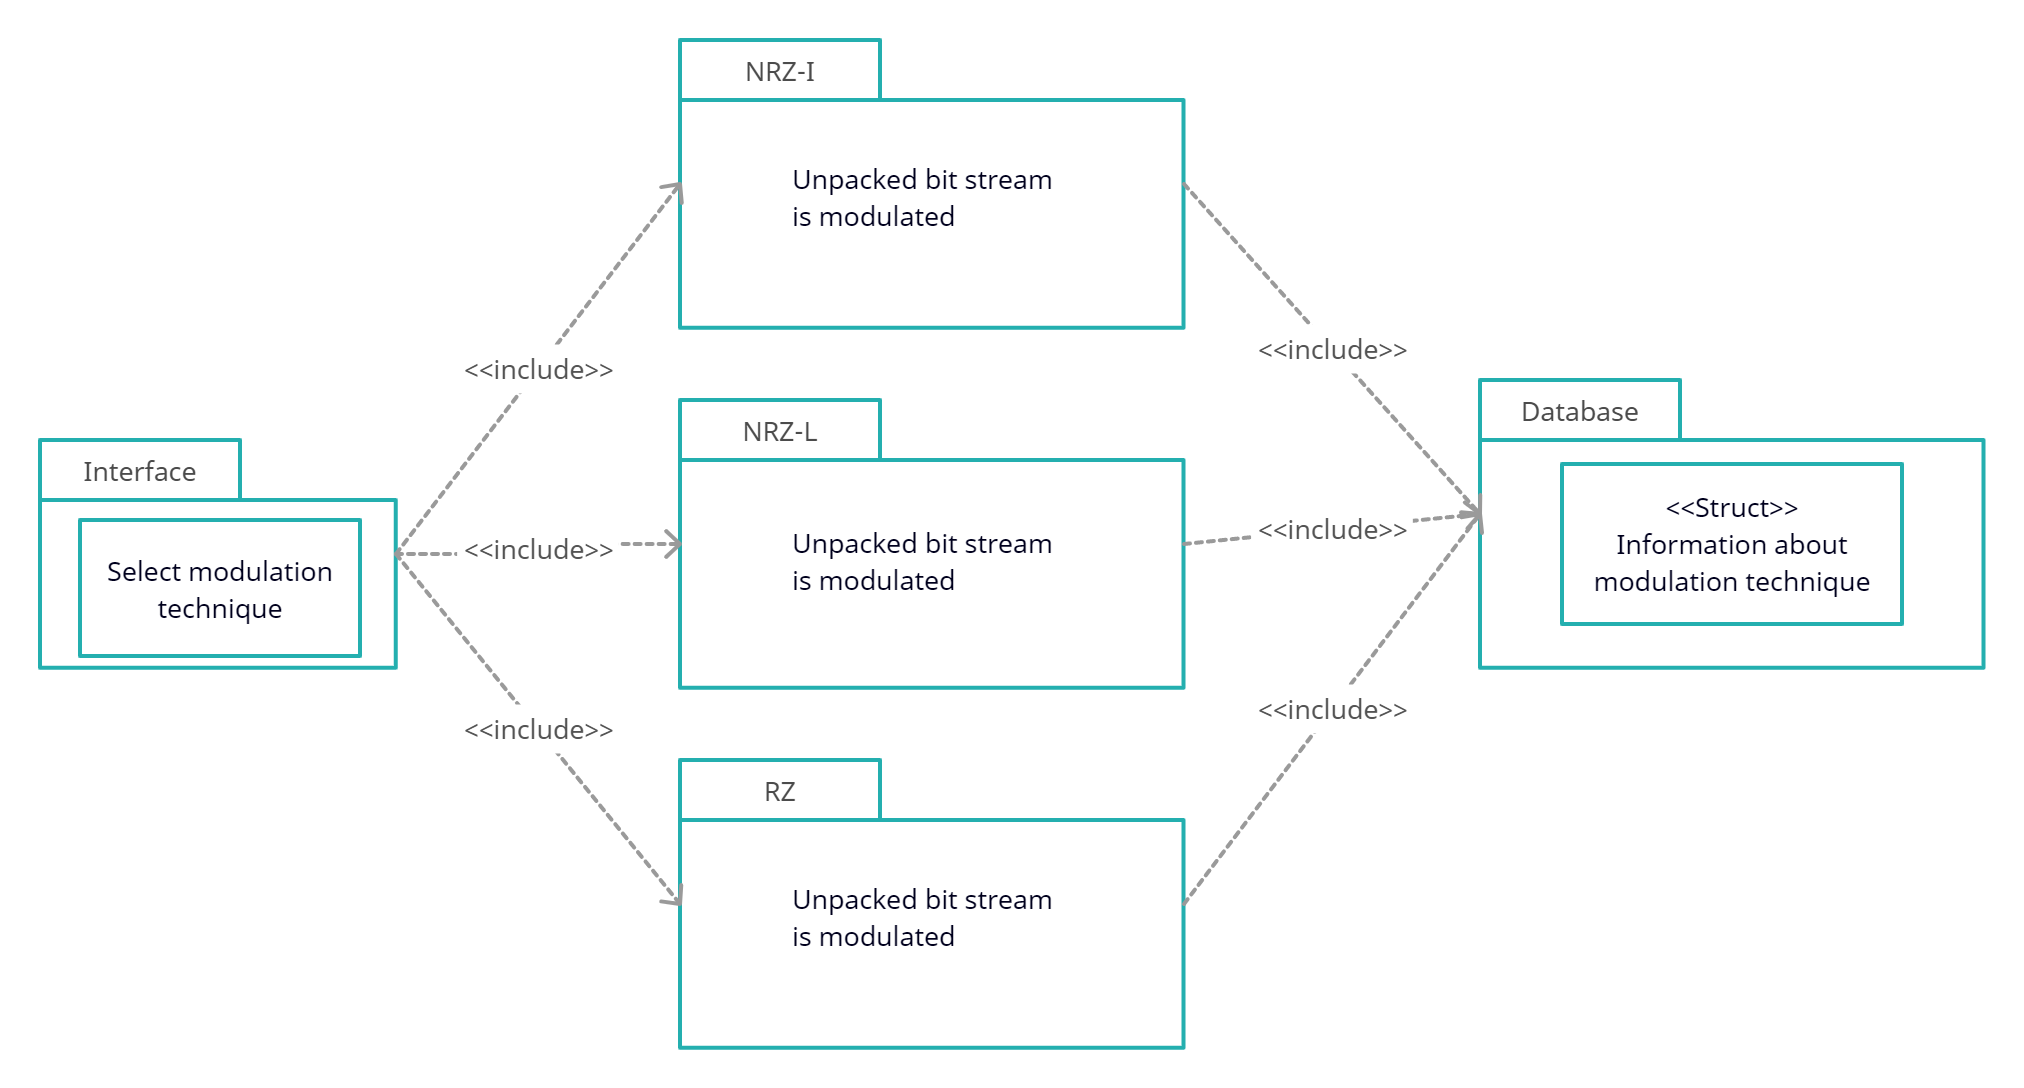 NRZ-I
Unpacked bit stream
is modulated
<<include>>
<<include>>
Interface
Select modulation
technique
<<include>>
NRZ-L
Unpacked bit stream
is modulated
<<include>>
Database
<<Struct>>
Information about
modulation technique
<<include>>
<<include>>
RZ
Unpacked bit stream
is modulated